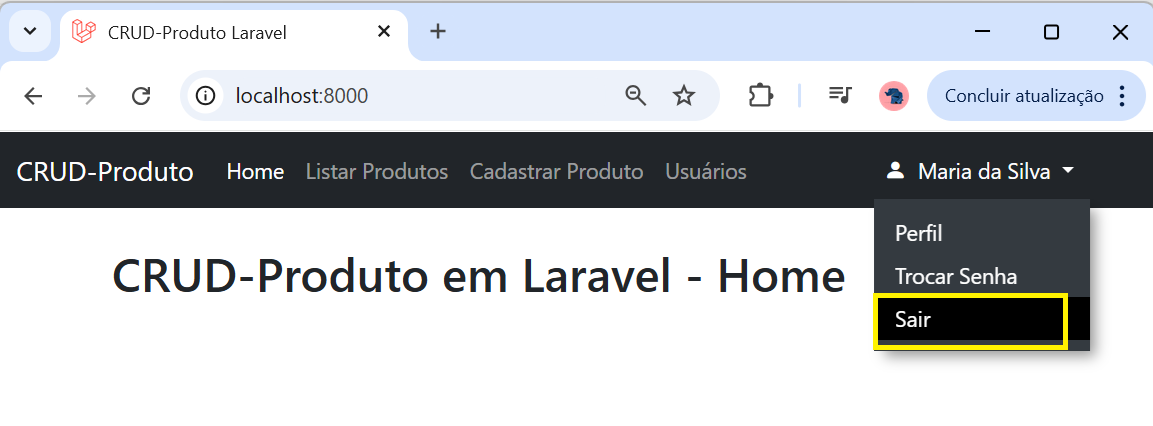 CRUD-Produto Laravel
localhost:8000
Concluir atualização
CRUD-Produto Home Listar Produtos Cadastrar Produto Usuários Maria da Silva
Perfil
CRUD-Produto em Laravel - Home
Trocar Senha
Sair